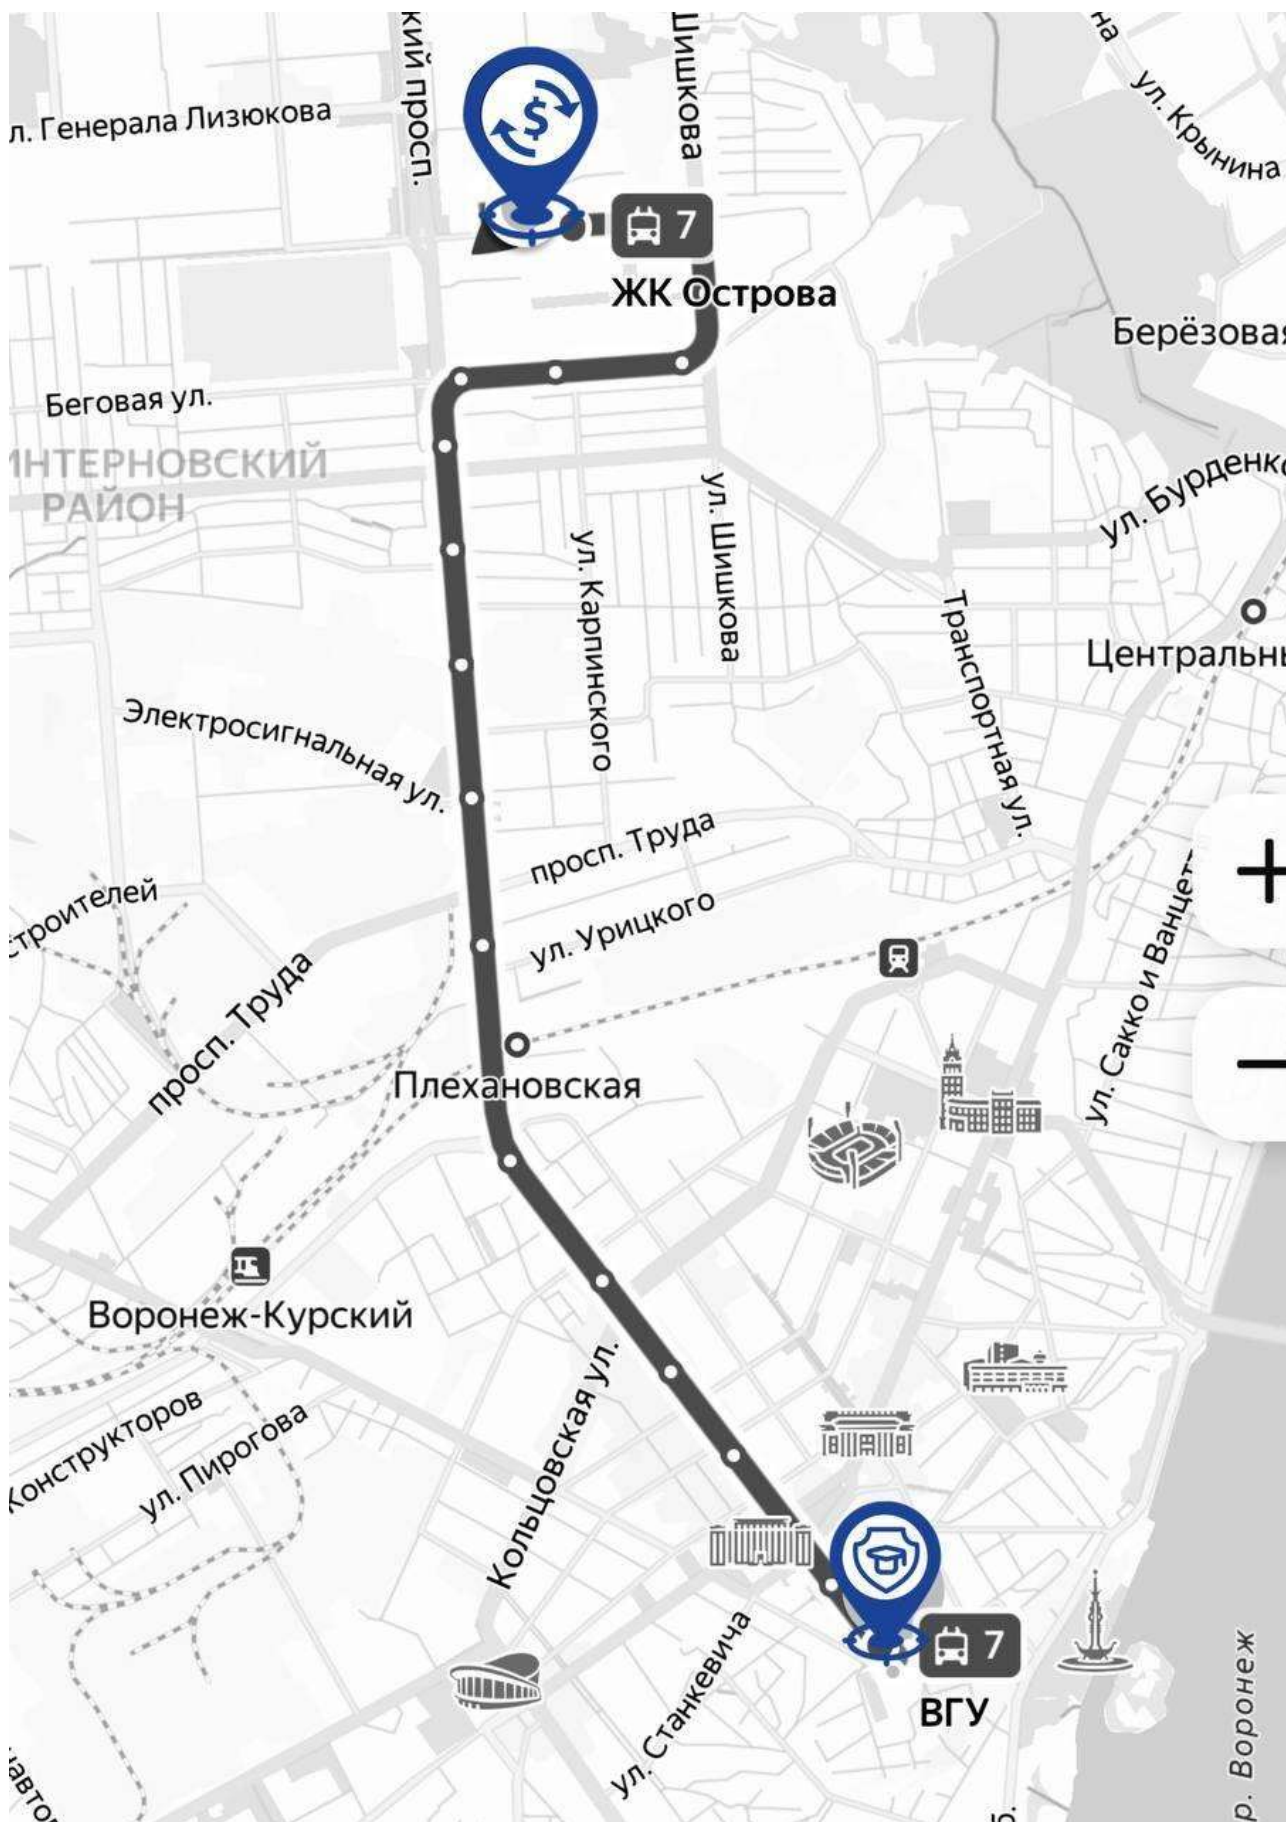 кий просп.
Шишкова
на
ул. Крынина
л. Генерала Лизюкова
$
7
ЖК Острова
Берёзовая
Беговая ул.
ИНТЕРНОВСКИЙ
РАЙОН
ул. Бурденко
ул. Шишкова
ул. Карпинского
Транспортная ул.
Центральны
Электросигнальная ул.
просп. Труда
строителей
ул. Урицкого
просп. Труда
ул. Сакко и Ванцетт
+
Плехановская
−
Воронеж-Курский
Конструкторов
ул. Пирогова
Кольцовская ул.
ул. Станкевича
7
ВГУ
р. Воронеж
б.